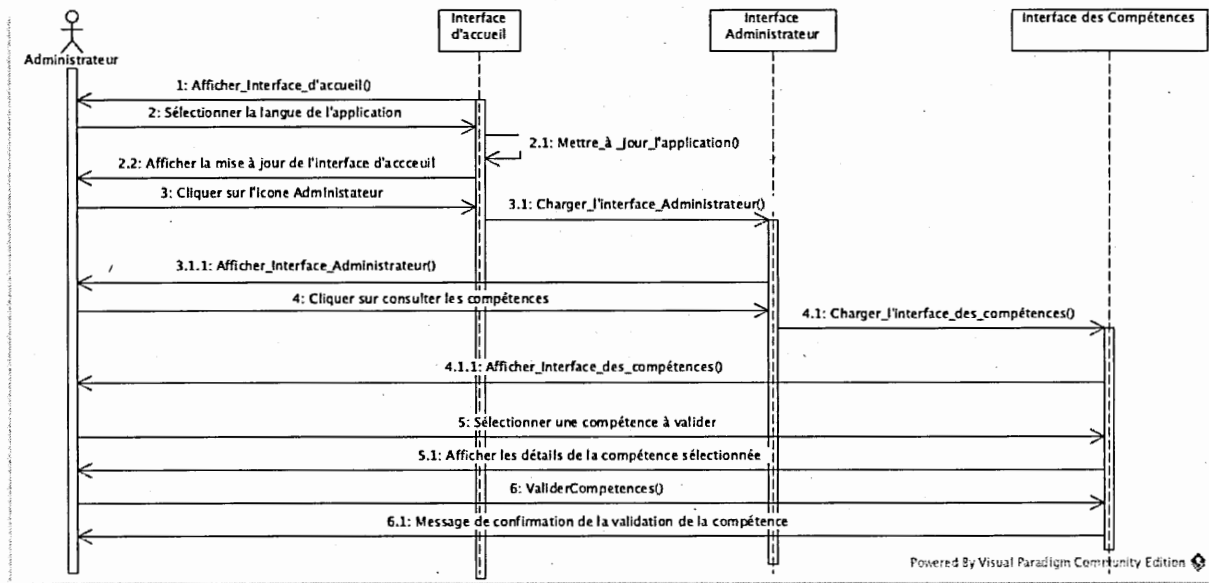 Interface
d'accueil
Interface
Administrateur
Interface des Compétences
Administrateur
1: Afficher_Interface_d'accueil()
2: Sélectionner la langue de l'application
2.1: Mettre_à _Jour_l'application()
2.2: Afficher la mise à jour de l'interface d'accceuil
3: Cliquer sur l'icone Administateur
3.1: Charger_l'interface_Administrateur()
3.1.1: Afficher_Interface_Administrateur()
4: Cliquer sur consulter les compétences
4.1: Charger_l'interface_des_compétences()
4.1.1: Afficher_Interface_des_compétences()
5: Sélectionner une compétence à valider
5.1: Afficher les détails de la compétence sélectionnée
6: ValiderCompetences()
6.1: Message de confirmation de la validation de la compétence
Powered By Visual Paradigm Community Edition